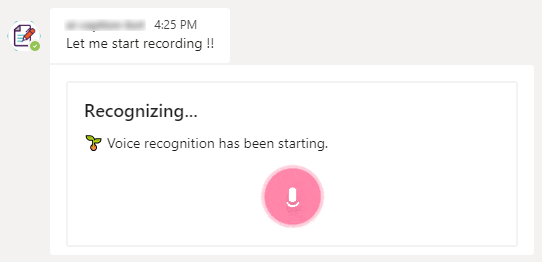 4:25 PM
Let me start recording !!
Recognizing...
Voice recognition has been starting.